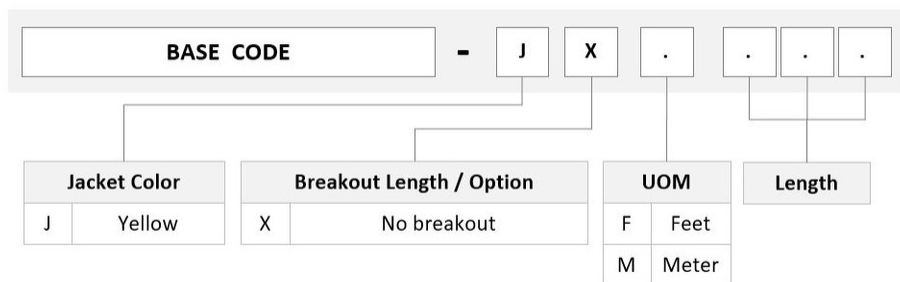 BASE CODE - J X . . . .
Jacket Color Breakout Length / Option UOM Length
J Yellow X No breakout F Feet
M Meter